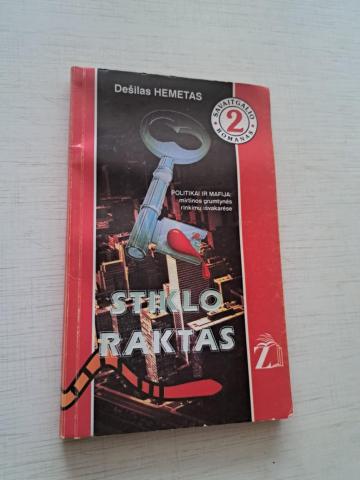 Dešilas HEMETAS
SAVAITGALIO
2
ROMANAS
POLITIKAI IR MAFIJA:
mirtinos grumtynės
rinkimų išvakarėse
STIKLO
RAKTAS
Z